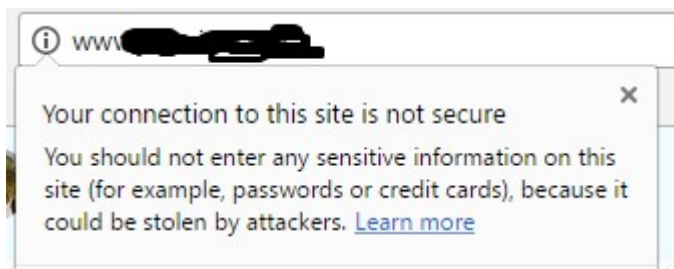 www
Your connection to this site is not secure
You should not enter any sensitive information on this
site (for example, passwords or credit cards), because it
could be stolen by attackers. Learn more